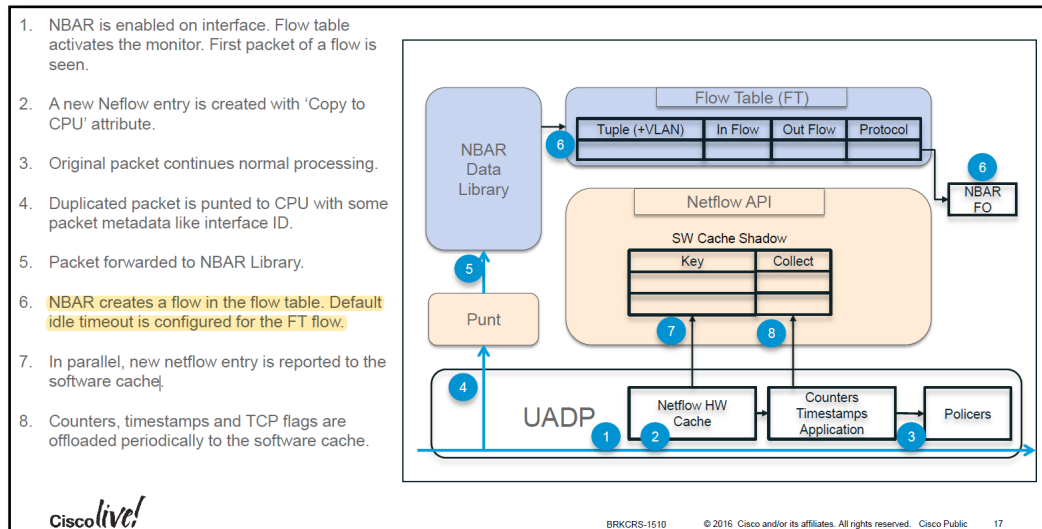 1. NBAR is enabled on interface. Flow table
activates the monitor. First packet of a flow is
seen.
2. A new Neflow entry is created with 'Copy to
CPU' attribute.
3. Original packet continues normal processing.
4. Duplicated packet is punted to CPU with some
packet metadata like interface ID.
5. Packet forwarded to NBAR Library.
6. NBAR creates a flow in the flow table. Default
idle timeout is configured for the FT flow.
7. In parallel, new netflow entry is reported to the
software cache.
8. Counters, timestamps and TCP flags are
offloaded periodically to the software cache.
Flow Table (FT)
Tuple (+VLAN) In Flow Out Flow Protocol
6
NBAR
Data
Library
6
NBAR
FO
Netflow API
SW Cache Shadow
Key Collect
5
Punt
7
8
4
UADP
Netflow HW
Cache
Counters
Timestamps
Application
Policers
1
2
3
Cisco live!
BRKCRS-1510 © 2016 Cisco and/or its affiliates. All rights reserved. Cisco Public 17